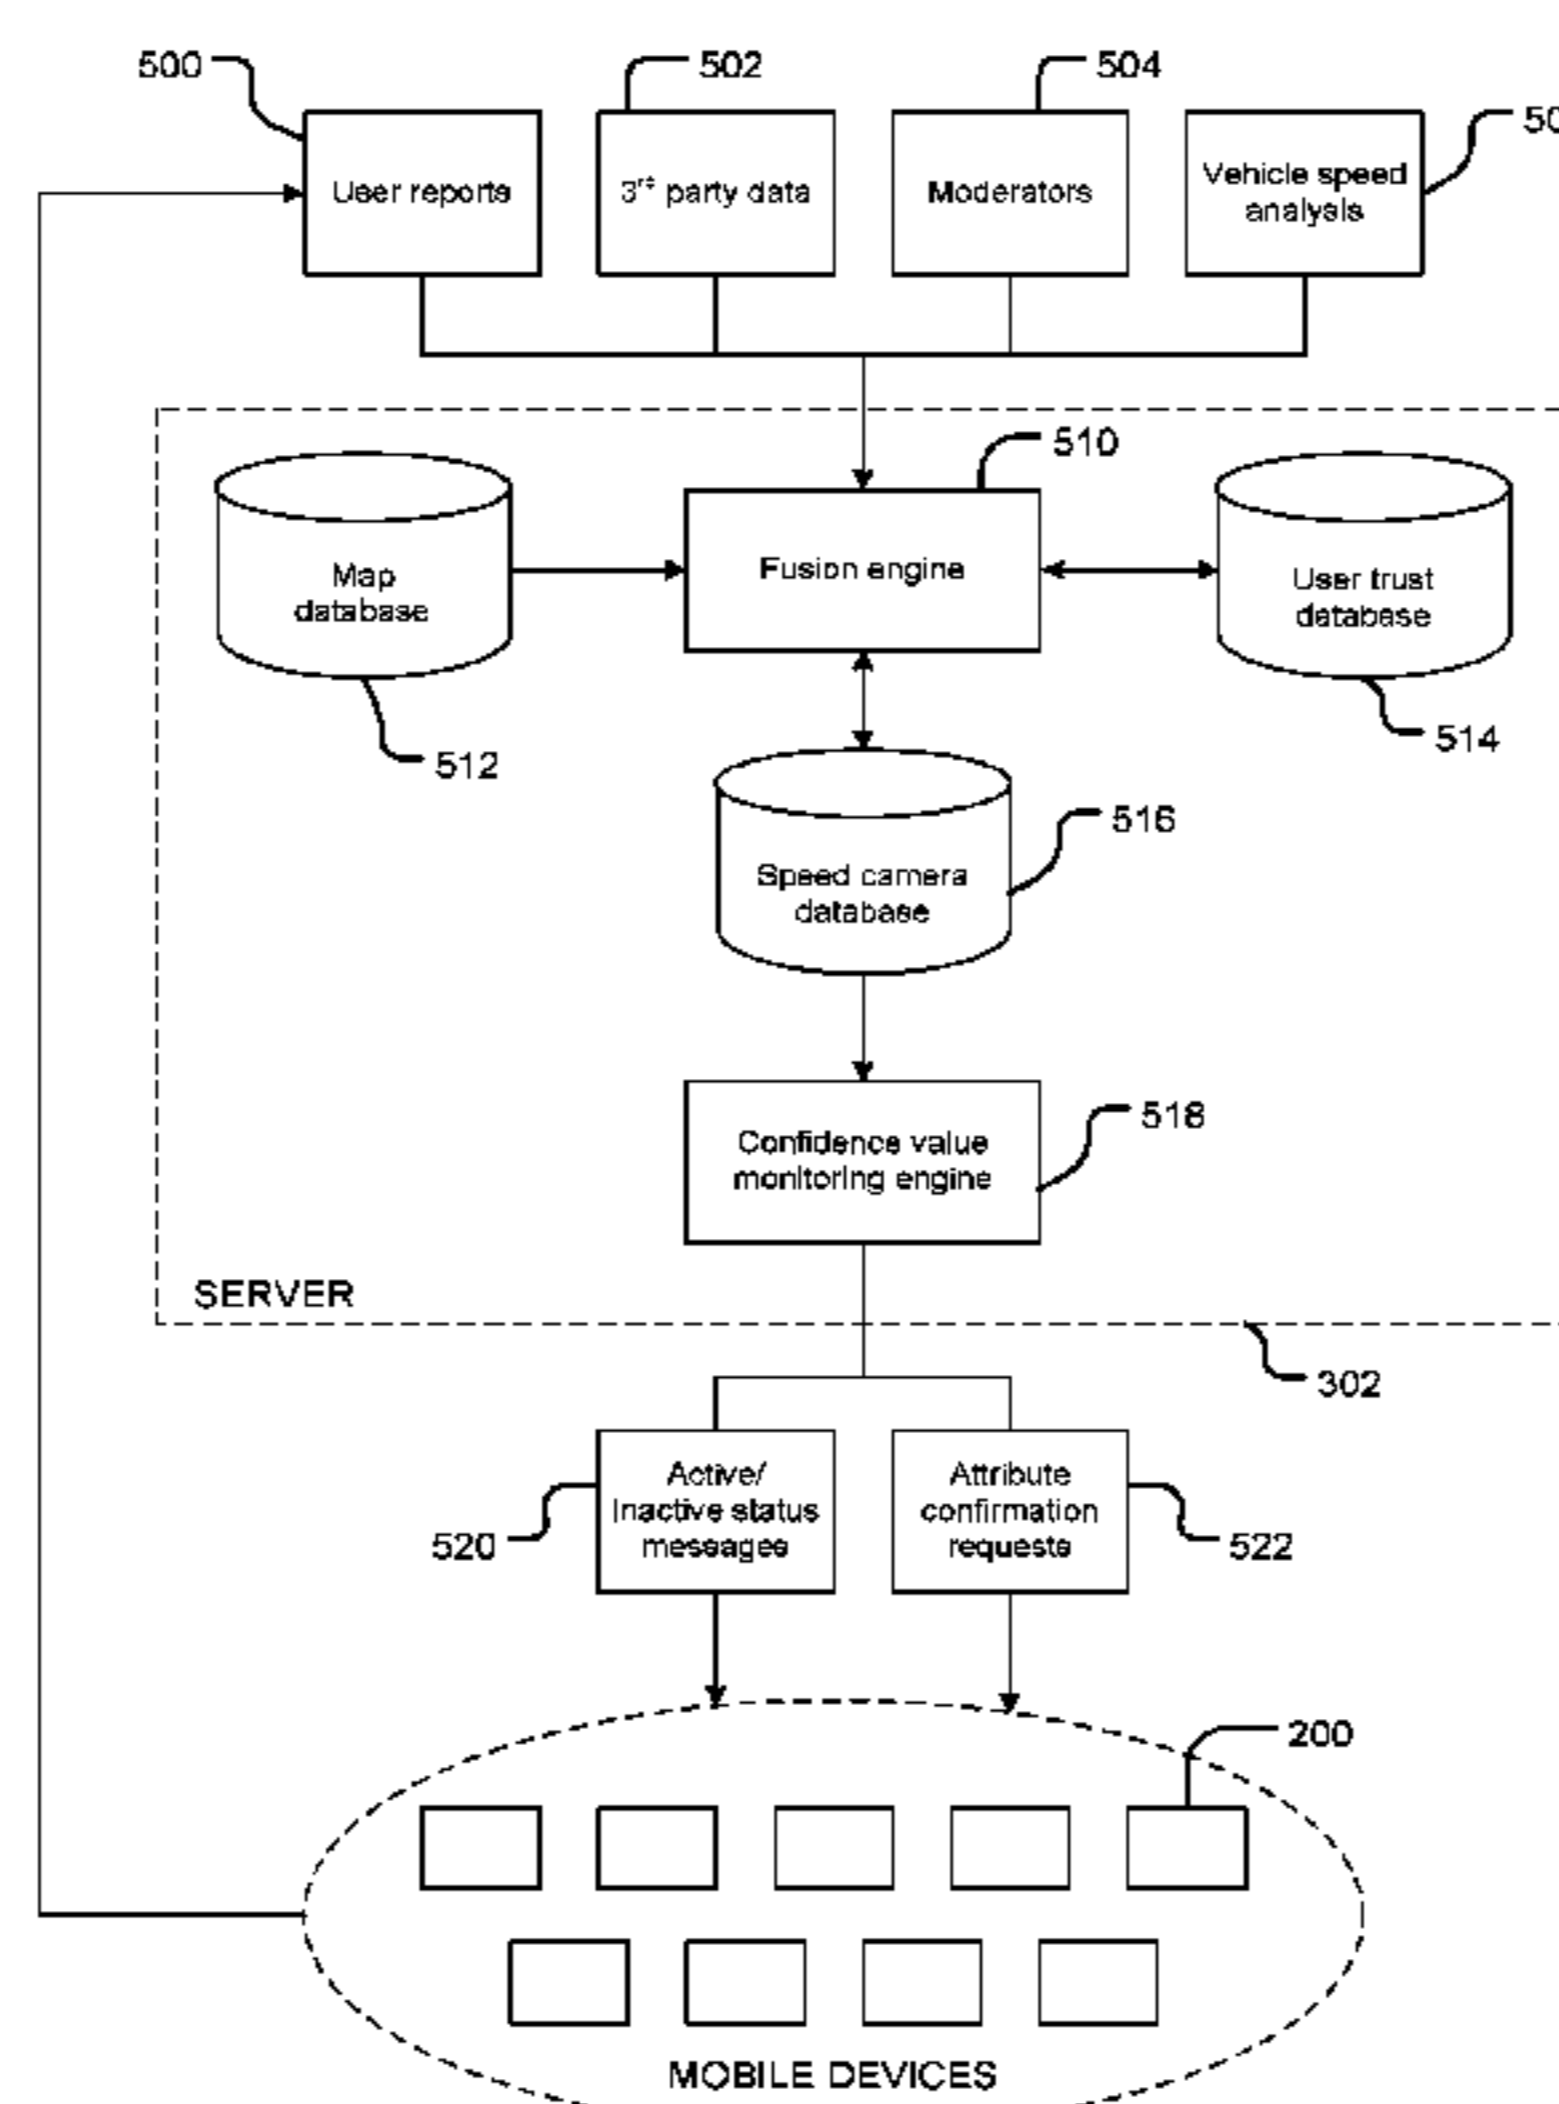 500
502
504
50
User reports
3rd party data
Moderators
Vehicle speed
analysis
510
Map
database
Fusion engine
User trust
database
512
514
516
Speed camera
database
518
Confidence value
monitoring engine
SERVER
302
Active/
Inactive status
messages
Attribute
confirmation
requests
520
522
200
MOBILE DEVICES